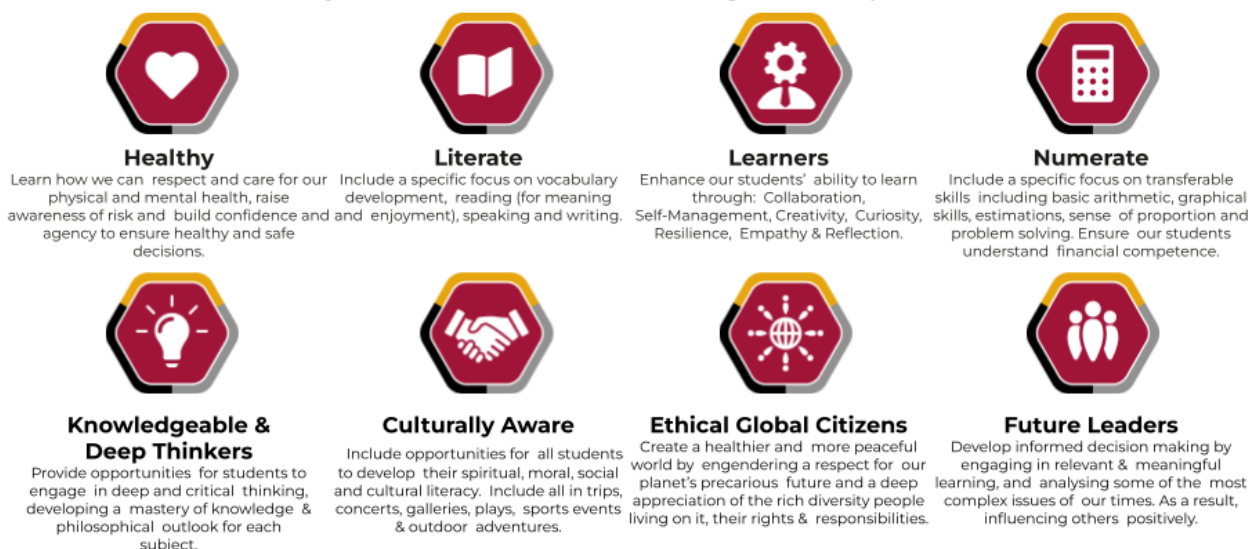 Healthy
Learn how we can respect and care for our
physical and mental health, raise
awareness of risk and build confidence and
agency to ensure healthy and safe
decisions.
Literate
Include a specific focus on vocabulary
development, reading (for meaning
and enjoyment), speaking and writing.
Learners
Enhance our students' ability to learn
through: Collaboration,
Self-Management, Creativity, Curiosity,
Resilience, Empathy & Reflection.
Numerate
Include a specific focus on transferable
skills including basic arithmetic, graphical
skills, estimations, sense of proportion and
problem solving. Ensure our students
understand financial competence.
Knowledgeable &
Deep Thinkers
Provide opportunities for students to
engage in deep and critical thinking,
developing a mastery of knowledge &
philosophical outlook for each
subject.
Culturally Aware
Include opportunities for all students
to develop their spiritual, moral, social
and cultural literacy. Include all in trips,
concerts, galleries, plays, sports events
& outdoor adventures.
Ethical Global Citizens
Create a healthier and more peaceful
world by engendering a respect for our
planet's precarious future and a deep
appreciation of the rich diversity people
living on it, their rights & responsibilities.
Future Leaders
Develop informed decision making by
engaging in relevant & meaningful
learning, and analysing some of the most
complex issues of our times. As a result,
influencing others positively.